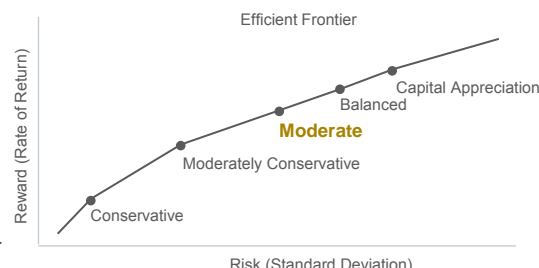 Efficient Frontier
Reward (Rate of Return)
Capital Appreciation
Balanced
Moderate
Moderately Conservative
Conservative
Risk (Standard Deviation)